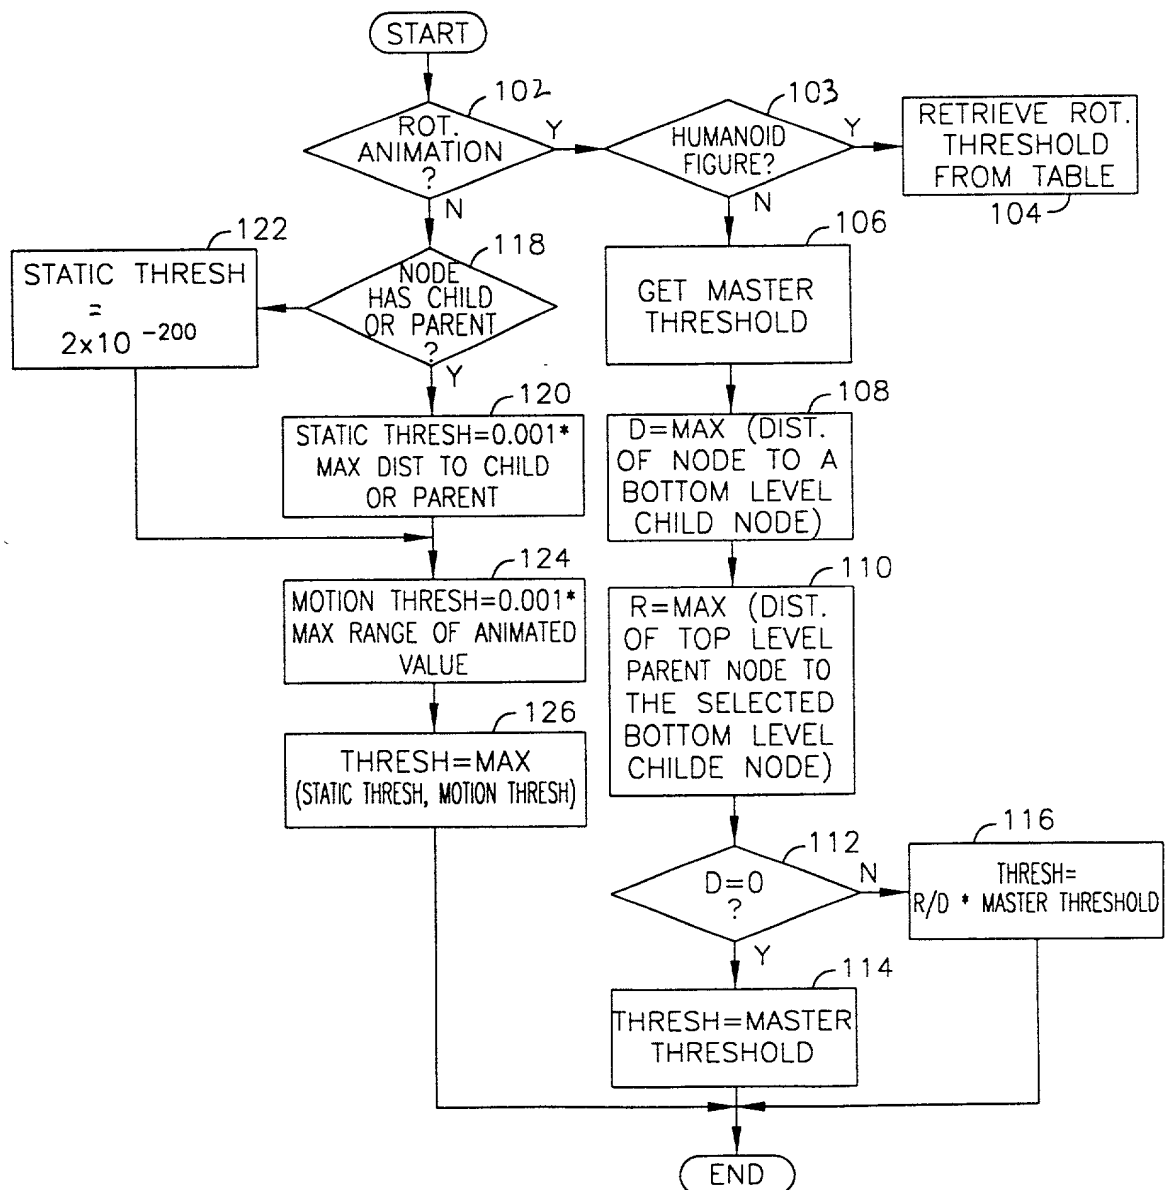 START
102
ROT.
ANIMATION
?
Y
N
103
HUMANOID
FIGURE?
Y
N
RETRIEVE ROT.
THRESHOLD
FROM TABLE
104
122
STATIC THRESH
=
2x10 -200
118
NODE
HAS CHILD
OR PARENT
?
Y
106
GET MASTER
THRESHOLD
120
STATIC THRESH=0.001*
MAX DIST TO CHILD
OR PARENT
108
D=MAX (DIST.
OF NODE TO A
BOTTOM LEVEL
CHILD NODE)
124
MOTION THRESH=0.001*
MAX RANGE OF ANIMATED
VALUE
110
R=MAX (DIST.
OF TOP LEVEL
PARENT NODE TO
THE SELECTED
BOTTOM LEVEL
CHILDE NODE)
126
THRESH=MAX
(STATIC THRESH, MOTION THRESH)
112
D=0
?
N
Y
116
THRESH=
R/D * MASTER THRESHOLD
114
THRESH=MASTER
THRESHOLD
END